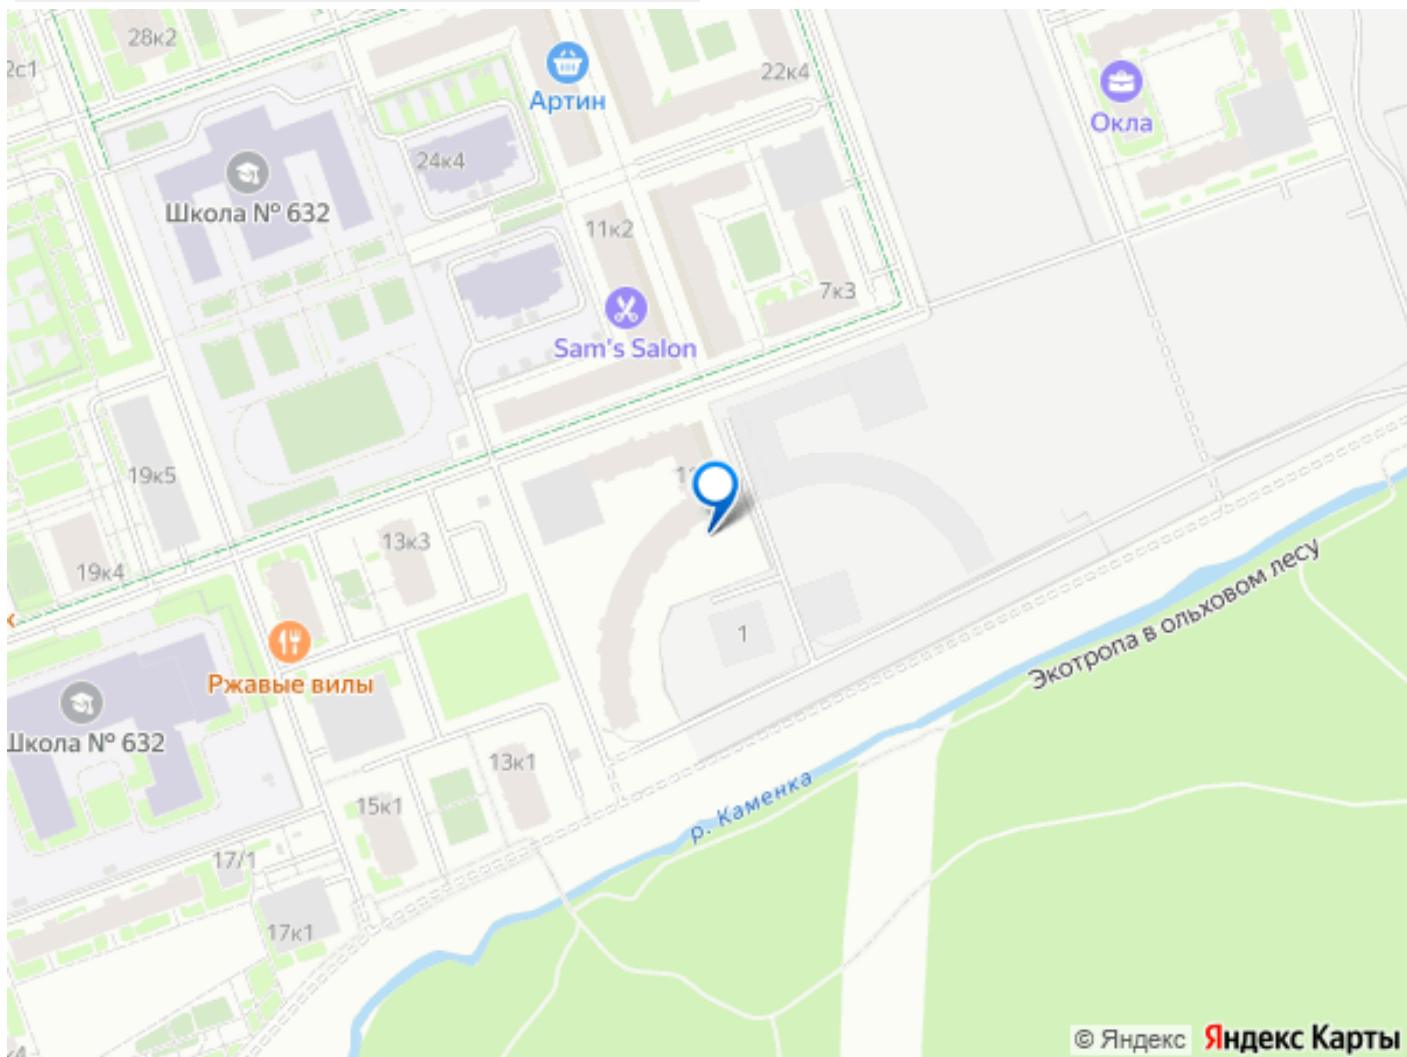 28к2
2с1
Артин
22к4
Окла
24к4
Школа № 632
11к2
7к3
Sam's Salon
19к5
13к3
19к4
к
1
Ржавые вилы
Экотропа в ольховом лесу
Школа № 632
13к1
15к1
р. Каменка
17/1
17к1
© Яндекс Яндекс Карты